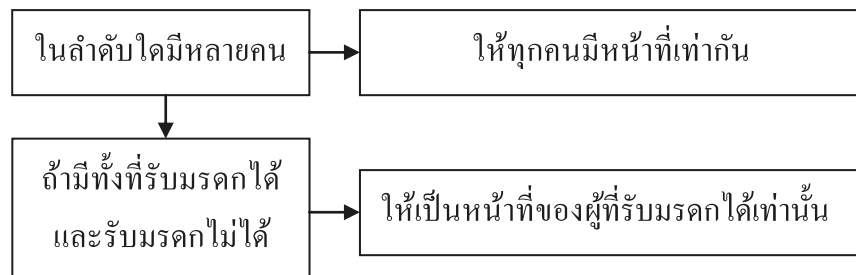 ในลำดับใดมีหลายคน
ให้ทุกคนมีหน้าที่เท่ากัน
ถ้ามีทั้งที่รับมรดกได้
และรับมรดกไม่ได้
ให้เป็นหน้าที่ของผู้ที่รับมรดกได้เท่านั้น